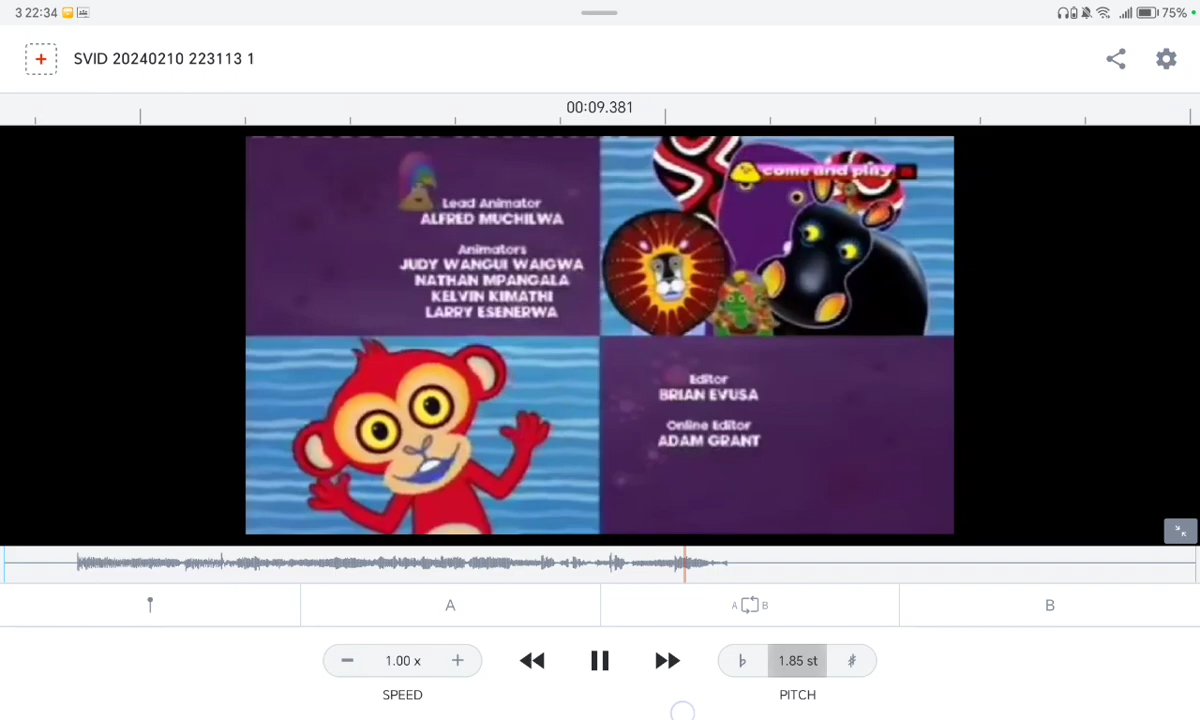 3 22:34
75%
SVID 20240210 223113 1
00:09.381
Lead Animator
ALFRED MUCHILWA
Animators
JUDY WANGUI WAIGWA
NATHAN MPANGALA
KELVIN KIMATHI
LARRY ESENERWA
come and play
Editor
BRIAN EVUSA
Online Editor
ADAM GRANT
A
A B
B
1.00 x
1.85 st
SPEED
PITCH